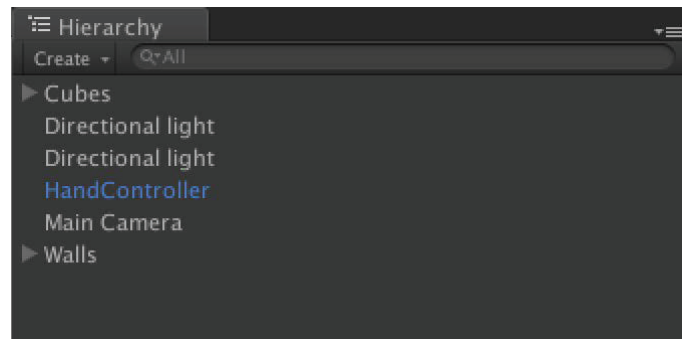 Hierarchy
Create All
Cubes
Directional light
Directional light
HandController
Main Camera
Walls